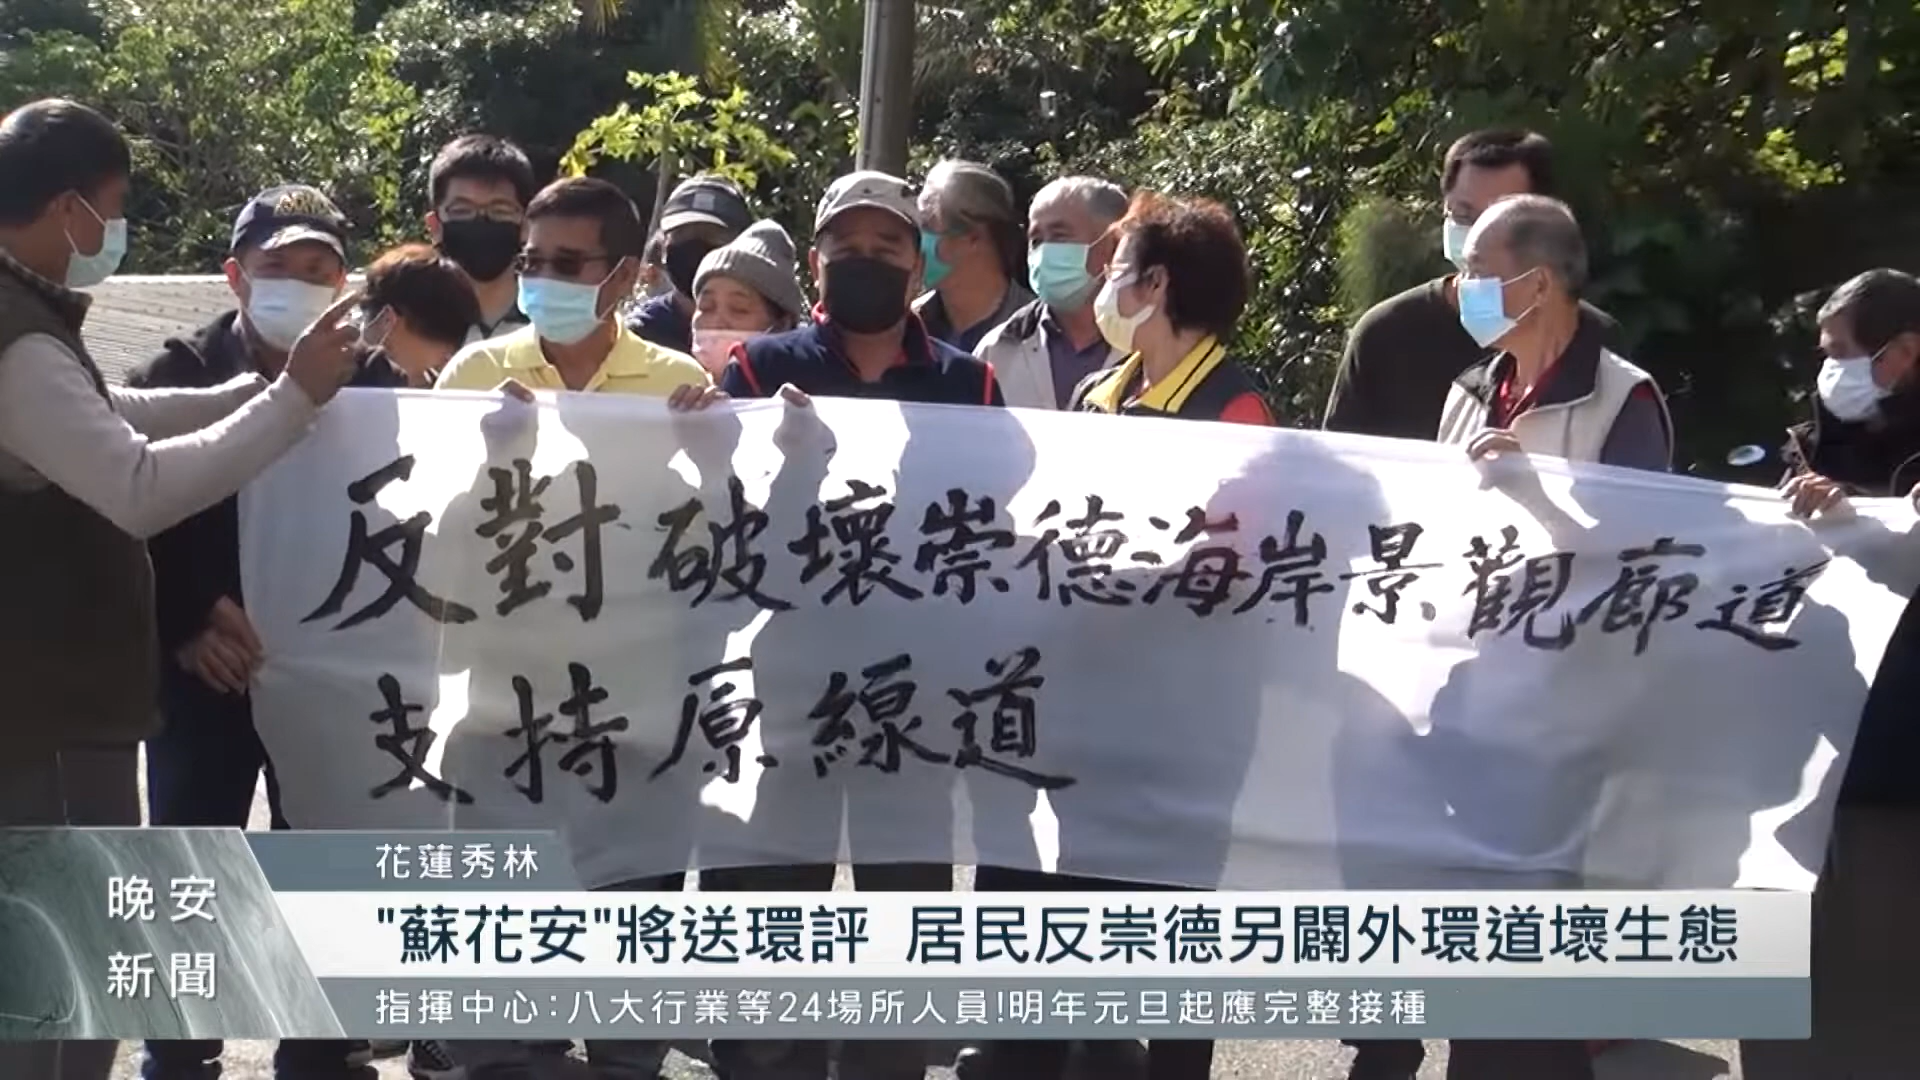 反對破壞崇德海岸景觀廊道
支持原線道
花蓮秀林
晚安
新聞
"蘇花安"將送環評 居民反崇德另闢外環道壞生態
指揮中心:八大行業等24場所人員!明年元旦起應完整接種